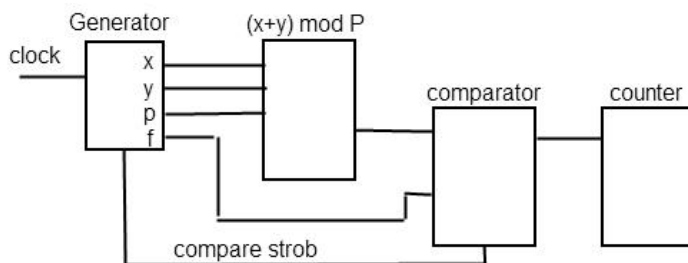 Generator
(x+y) mod P
clock
x
y
p
f
comparator
counter
compare strob